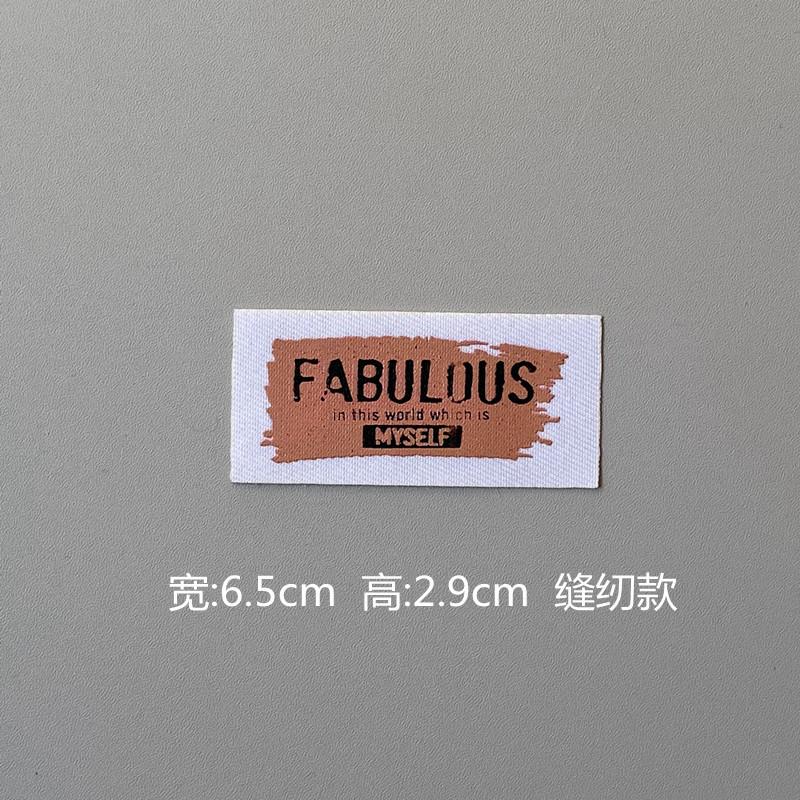 FABULOUS
in this world which is
MYSELF
宽:6.5cm 高:2.9cm 缝纫款